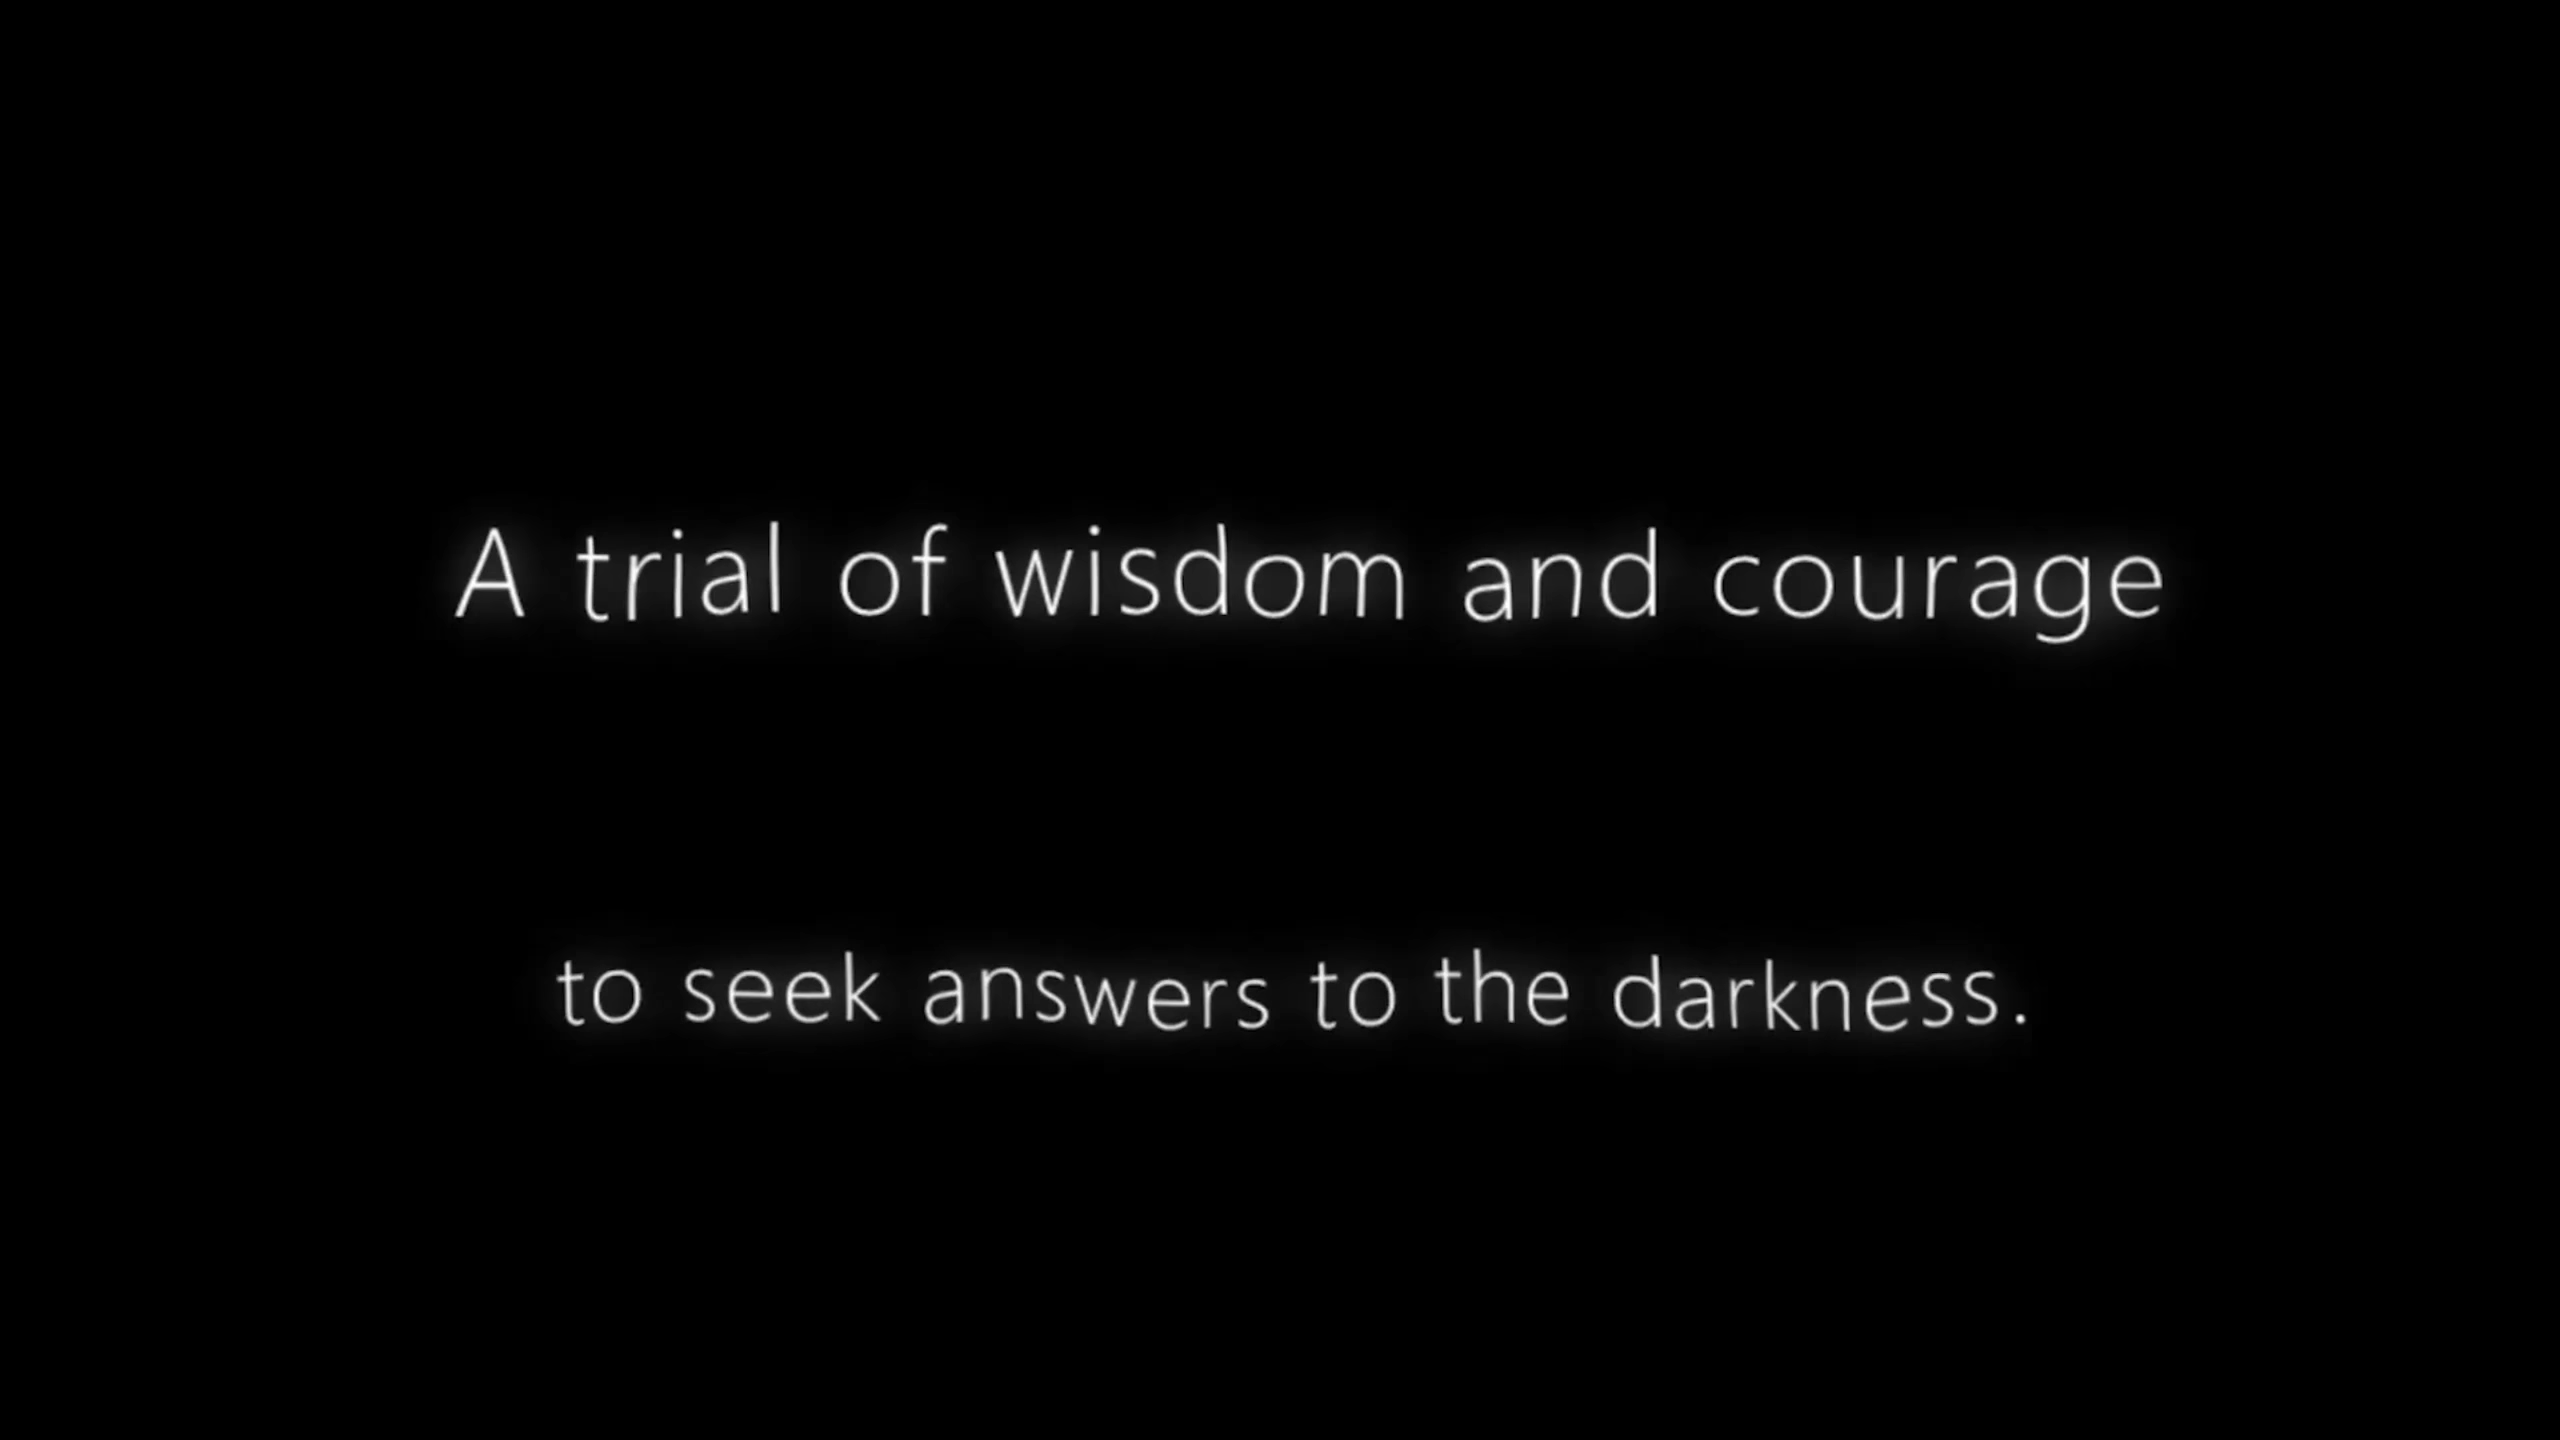 A trial of wisdom and courage
to seek answers to the darkness.